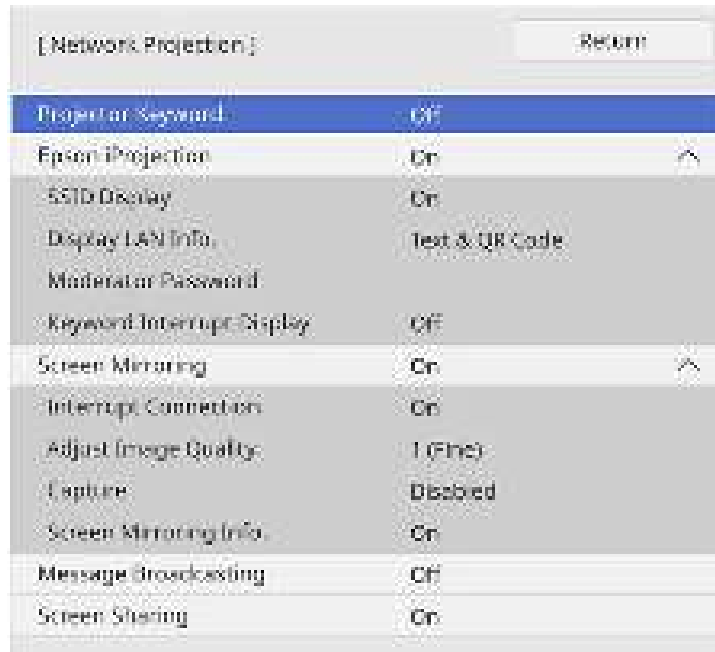 [ Network Projection ]
Return
Projector Keyword Off
Epson iProjection On
SSID Display On
Display LAN Info. Text & QR Code
Moderator Password
Keyword Interrupt Display Off
Screen Mirroring On
Interrupt Connection On
Adjust Image Quality 1 (Fine)
Capture Disabled
Screen Mirroring Info. On
Message Broadcasting Off
Screen Sharing On